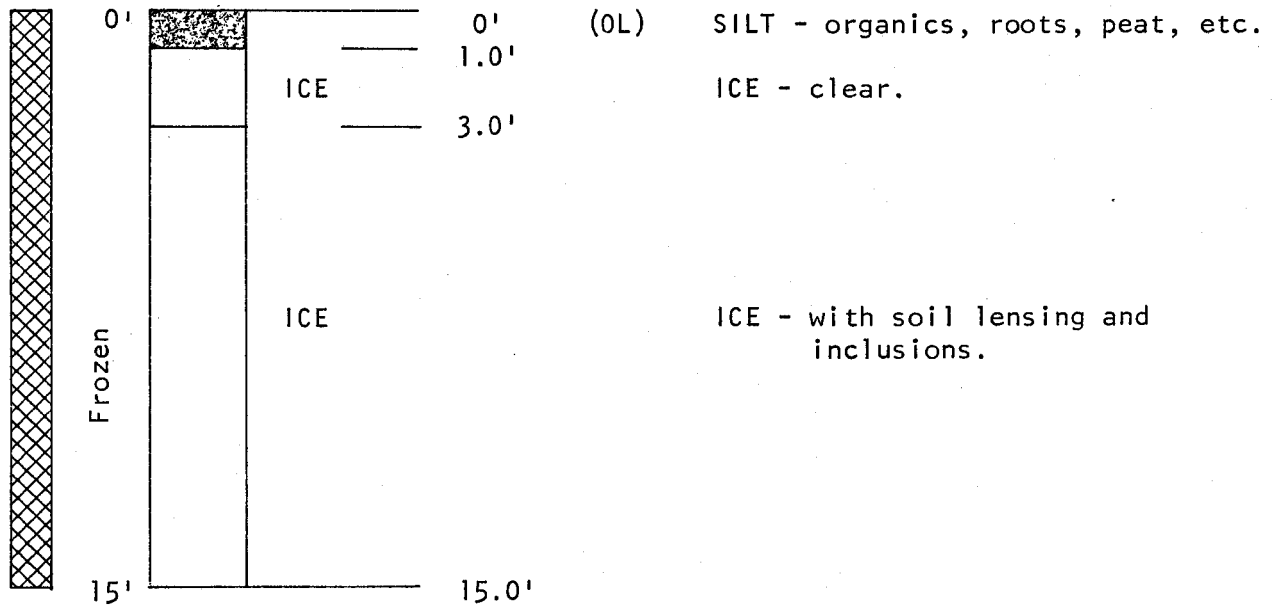 0' 0' (OL) SILT - organics, roots, peat, etc.
1.0'
ICE ICE - clear.
3.0'
ICE ICE - with soil lensing and
inclusions.
Frozen
15' 15.0'